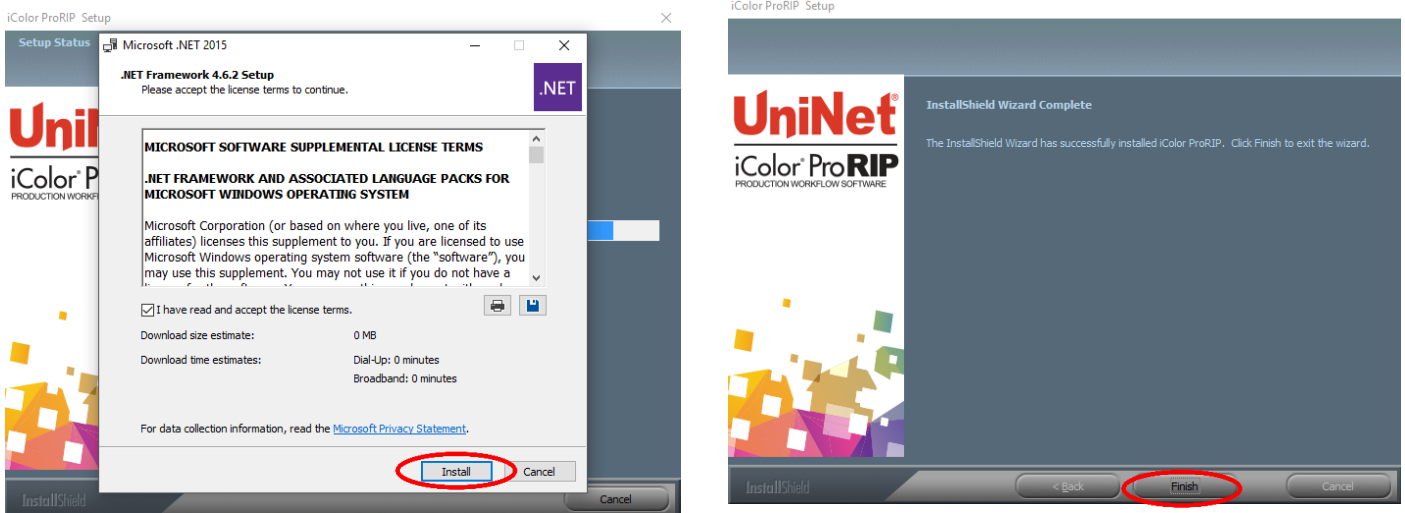 iColor ProRIP Setup
Setup Status
Microsoft .NET 2015
.NET Framework 4.6.2 Setup
Please accept the license terms to continue.
.NET
UniN
iColor® P
PRODUCTION WORKF
MICROSOFT SOFTWARE SUPPLEMENTAL LICENSE TERMS
.NET FRAMEWORK AND ASSOCIATED LANGUAGE PACKS FOR
MICROSOFT WINDOWS OPERATING SYSTEM
Microsoft Corporation (or based on where you live, one of its
affiliates) licenses this supplement to you. If you are licensed to use
Microsoft Windows operating system software (the “software”), you
may use this supplement. You may not use it if you do not have a
I have read and accept the license terms.
Download size estimate: 0 MB
Download time estimates: Dial-Up: 0 minutes
Broadband: 0 minutes
For data collection information, read the Microsoft Privacy Statement.
Install Cancel
InstallShield
Cancel
iColor ProRIP Setup
UniNet®
iColor® ProRIP
PRODUCTION WORKFLOW SOFTWARE
InstallShield Wizard Complete
The InstallShield Wizard has successfully installed iColor ProRIP. Click Finish to exit the wizard.
InstallShield
< Back Finish Cancel